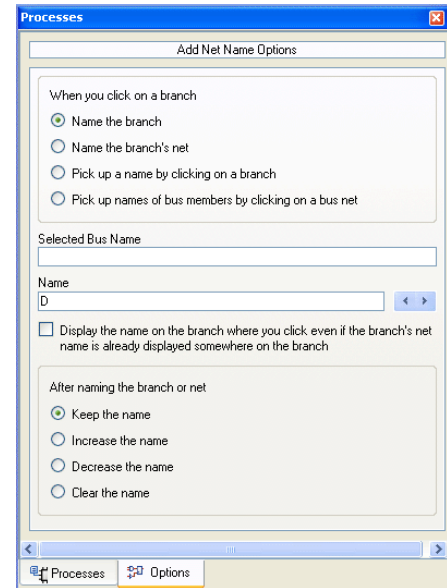 Processes
Add Net Name Options
When you click on a branch
Name the branch
Name the branch's net
Pick up a name by clicking on a branch
Pick up names of bus members by clicking on a bus net
Selected Bus Name
Name
D
Display the name on the branch where you click even if the branch's net
name is already displayed somewhere on the branch
After naming the branch or net
Keep the name
Increase the name
Decrease the name
Clear the name
Processes
Options